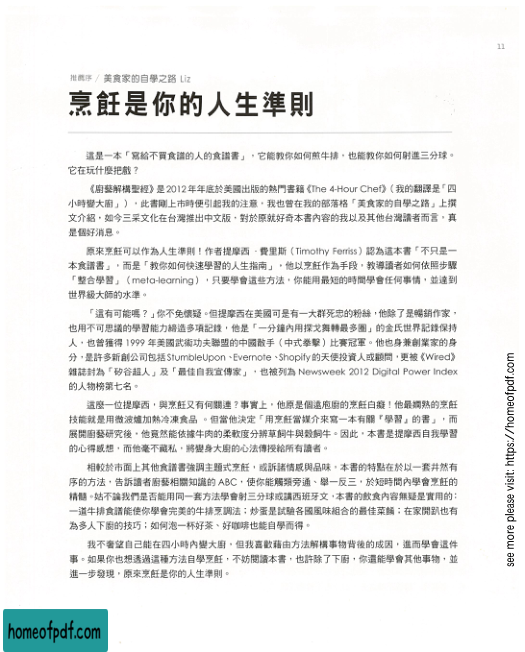 11
推薦序／美食家的自學之路 Liz
烹飪是你的人生準則
這是一本「寫給不買食譜的人的食譜書」，它能教你如何煎牛排，也能教你如何射進三分球。
它在玩什麼把戲？
《廚藝解構聖經》是2012年年底於美國出版的熱門書籍《The 4-Hour Chef》（我的翻譯是「四
小時變大廚」），此書剛上市時便引起我的注意，我也曾在我的部落格「美食家的自學之路」上撰
文介紹，如今三采文化在台灣推出中文版，對於原就好奇本書內容的我以及其他台灣讀者而言，真
是個好消息。
原來烹飪可以作為人生準則！作者提摩西．費里斯（Timothy Ferriss）認為這本書「不只是一
本食譜書」，而是「教你如何快速學習的人生指南」，他以烹飪作為手段，教導讀者如何依照步驟
「整合學習」（meta-learning），只要學會這些方法，你能用最短的時間學會任何事情，並達到
世界級大師的水準。
「這有可能嗎？」你不免懷疑。但提摩西在美國可是有一大群死忠的粉絲，他除了是暢銷作家，
也用不可思議的學習能力締造多項記錄，他是「一分鐘內用探戈舞轉最多圈」的金氏世界記錄保持
人，也曾獲得1999年美國武術功夫聯盟的中國散手（中式拳擊）比賽冠軍。他也身兼創業家的身
分，是許多新創公司包括StumbleUpon、Evernote、Shopify的天使投資人或顧問，更被《Wired》
雜誌封為「矽谷超人」及「最佳自我宣傳家」，也被列為Newsweek 2012 Digital Power Index
的人物榜第七名。
這麼一位提摩西，與烹飪又有何關連？事實上，他原是個遠庖廚的烹飪白癡！他最嫻熟的烹飪
技能就是用微波爐加熱冷凍食品。但當他決定「用烹飪當媒介來寫一本有關『學習』的書」，而
展開廚藝研究後，他竟然能依據牛肉的柔軟度分辨草飼牛與穀飼牛。因此，本書是提摩西自我學習
的心得感想，而他毫不藏私，將變身大廚的心法傳授給所有讀者。
相較於市面上其他食譜書強調主題式烹飪，或訴諸情感與品味，本書的特點在於以一套井然有
序的方法，告訴讀者廚藝相關知識的ABC，使你能觸類旁通、舉一反三，於短時間內學會烹飪的
精髓。姑不論我們是否能用同一套方法學會射三分球或講西班牙文，本書的飲食內容無疑是實用的：
一道牛排食譜能使你學會完美的牛排烹調法；炒蛋是試驗各國風味組合的最佳菜餚；在家開趴也有
為多人下廚的技巧；如何泡一杯好茶、好咖啡也能自學而得。
我不奢望自己能在四小時內變大廚，但我喜歡藉由方法解構事物背後的成因，進而學會這件
事。如果你也想透過這種方法自學烹飪，不妨閱讀本書，也許除了下廚，你還能學會其他事物，並
進一步發現，原來烹飪是你的人生準則。
see more please visit: https://homeofpdf.com
homeofpdf.com